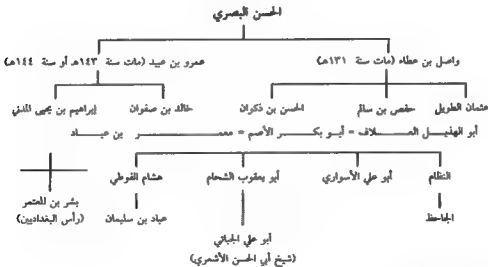 الحسن البصري
واصل بن عطاء (مات سنة ١٣١هـ) عمرو بن عبيد (مات سنة ١٤٣هـ أو سنة ١٤٤هـ)
عثمان الطويل حفص بن سالم الحسن بن ذكوان خالد بن صفوان إبراهيم بن يحيى المدني
أبو الهذيل العلاف = أبو بكر الأصم = معمر بن عباد
النظام أبو علي الأسواري أبو يعقوب الشحام هشام الفوطي بشر بن المعتمر
الجاحظ عباد بن سليمان (رأس البغداديين)
أبو علي الجبائي
(شيخ أبي الحسن الأشعري)